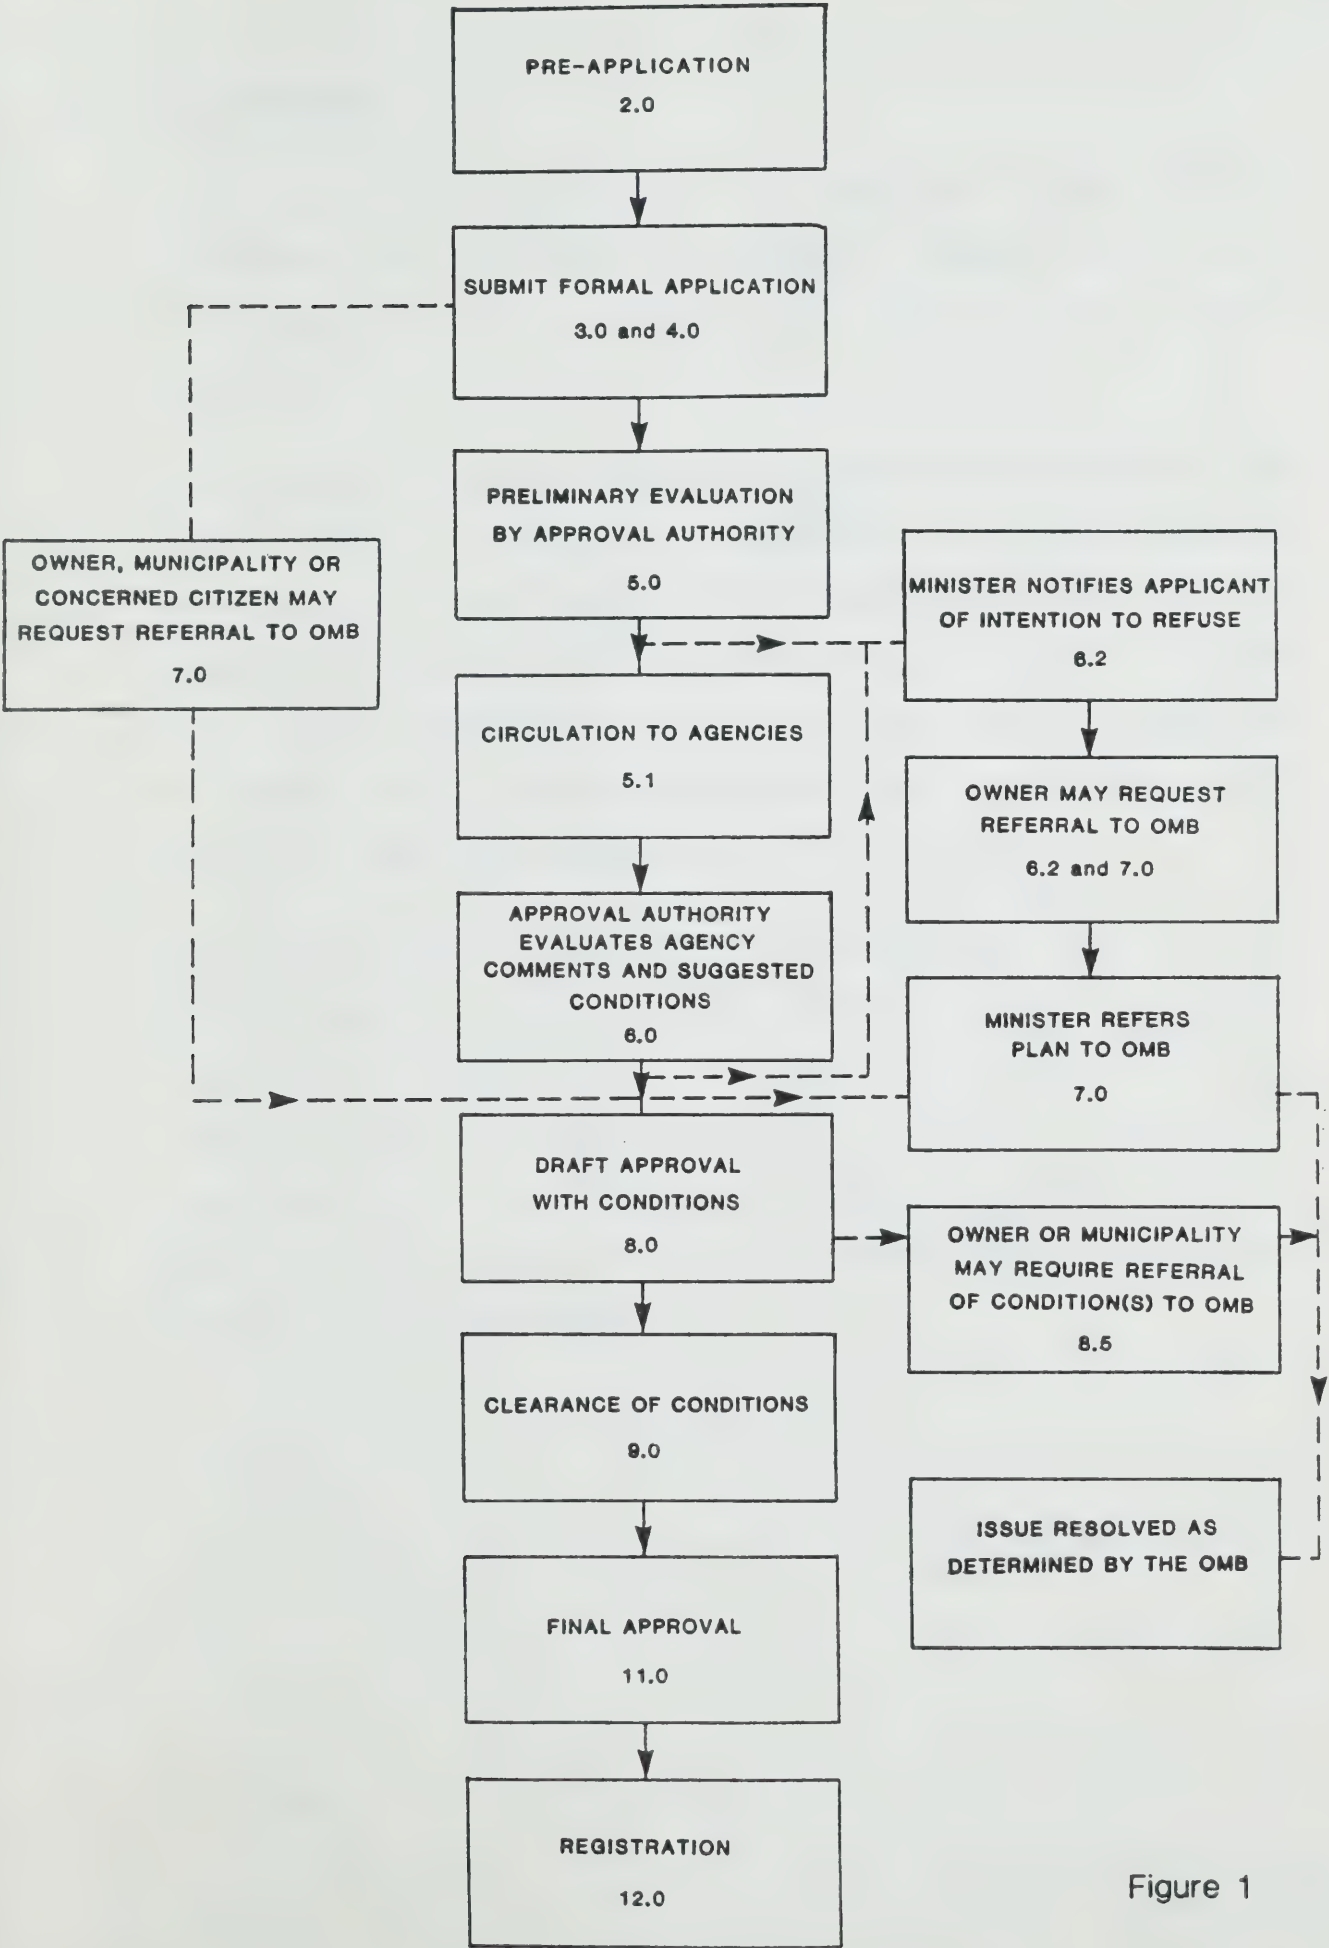 PRE-APPLICATION
2.0
SUBMIT FORMAL APPLICATION
3.0 and 4.0
PRELIMINARY EVALUATION
BY APPROVAL AUTHORITY
5.0
OWNER, MUNICIPALITY OR
CONCERNED CITIZEN MAY
REQUEST REFERRAL TO OMB
7.0
MINISTER NOTIFIES APPLICANT
OF INTENTION TO REFUSE
6.2
CIRCULATION TO AGENCIES
5.1
OWNER MAY REQUEST
REFERRAL TO OMB
6.2 and 7.0
APPROVAL AUTHORITY
EVALUATES AGENCY
COMMENTS AND SUGGESTED
CONDITIONS
6.0
MINISTER REFERS
PLAN TO OMB
7.0
DRAFT APPROVAL
WITH CONDITIONS
8.0
OWNER OR MUNICIPALITY
MAY REQUIRE REFERRAL
OF CONDITION(S) TO OMB
8.5
CLEARANCE OF CONDITIONS
9.0
ISSUE RESOLVED AS
DETERMINED BY THE OMB
FINAL APPROVAL
11.0
REGISTRATION
12.0
Figure 1